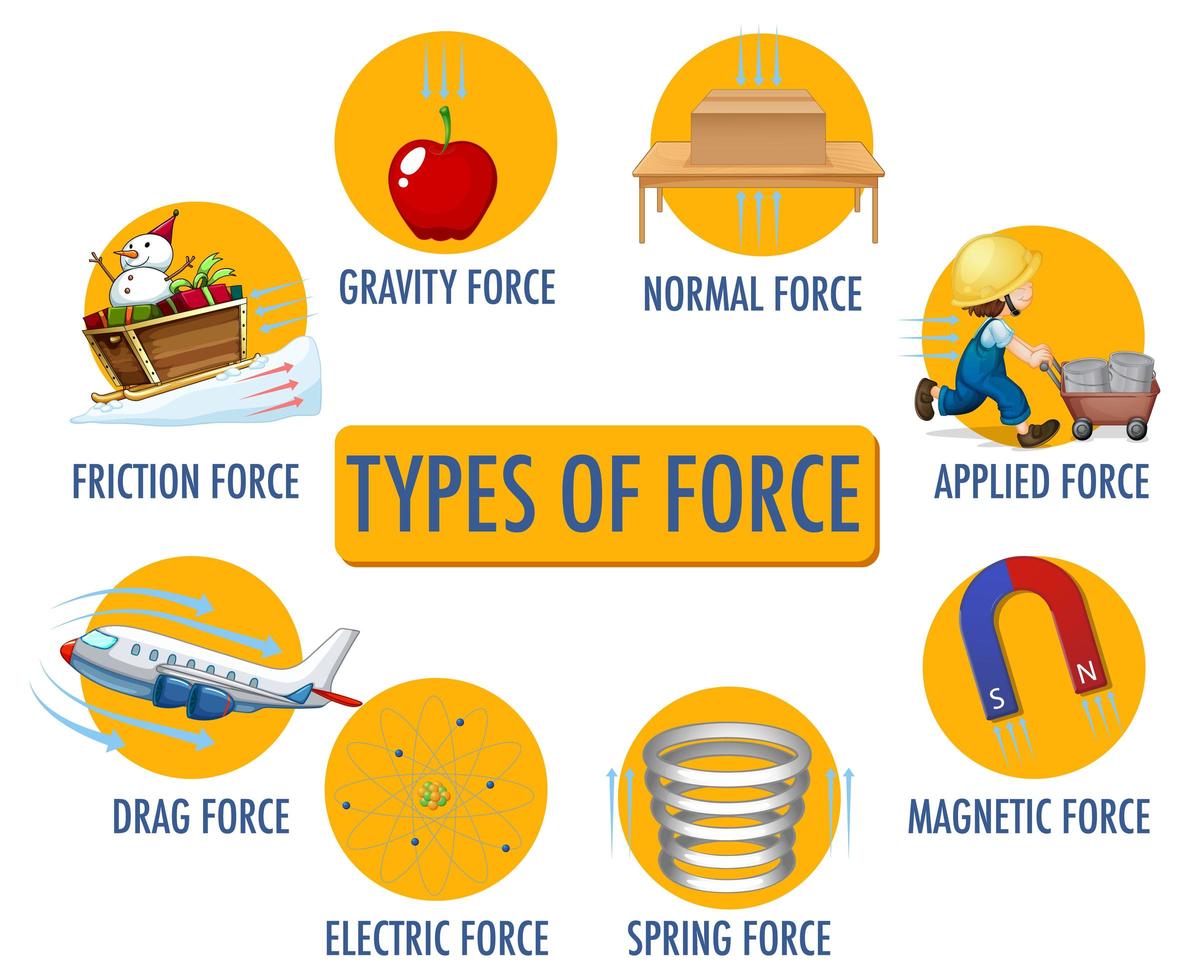 GRAVITY FORCE
NORMAL FORCE
FRICTION FORCE
APPLIED FORCE
TYPES OF FORCE
S
N
DRAG FORCE
MAGNETIC FORCE
ELECTRIC FORCE
SPRING FORCE